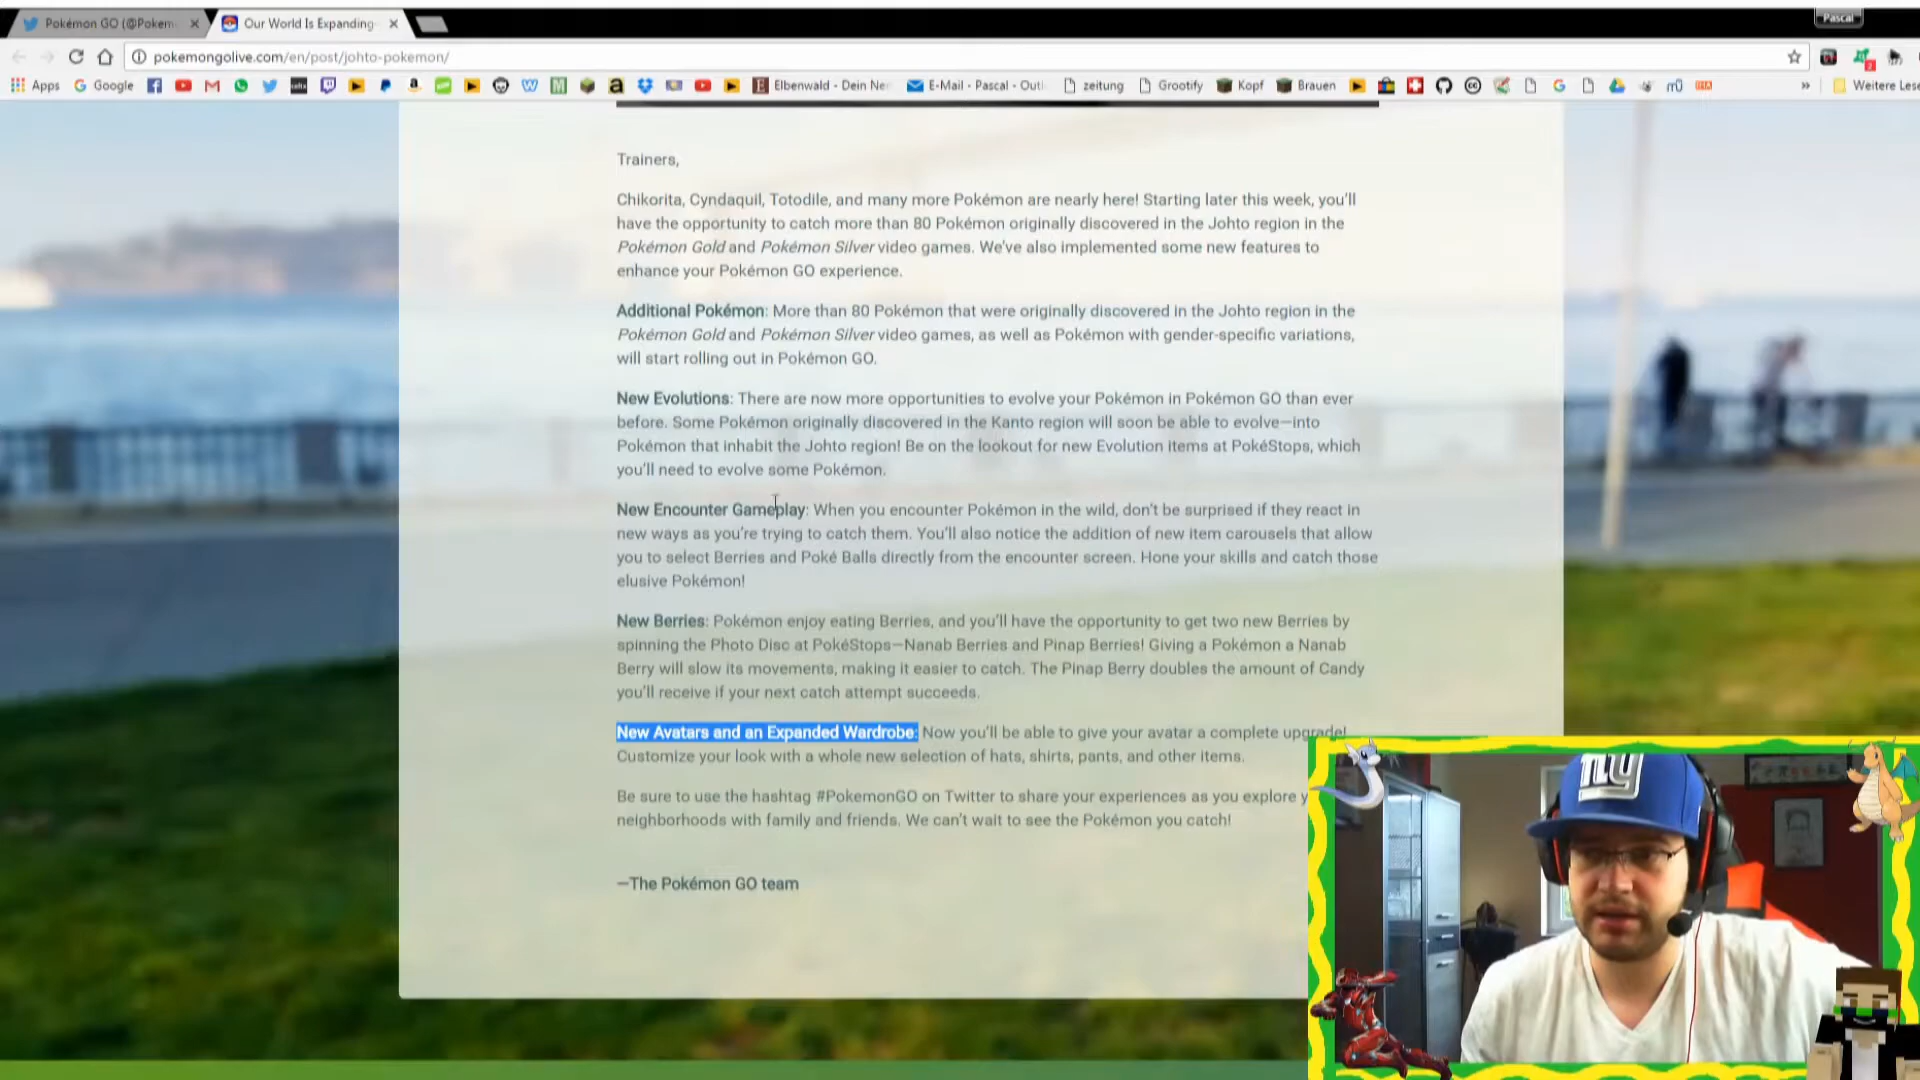 Pokémon GO (@Pokem
Our World Is Expanding
Pascal
pokemongolive.com/en/post/johto-pokemon/
Apps
Google
Elbenwald - Dein Ne
E-Mail - Pascal - Outl
zeitung
Grootify
Kopf
Brauen
»
Weitere Lese
Trainers,
Chikorita, Cyndaquil, Totodile, and many more Pokémon are nearly here! Starting later this week, you'll
have the opportunity to catch more than 80 Pokémon originally discovered in the Johto region in the
Pokémon Gold and Pokémon Silver video games. We've also implemented some new features to
enhance your Pokémon GO experience.
Additional Pokémon: More than 80 Pokémon that were originally discovered in the Johto region in the
Pokémon Gold and Pokémon Silver video games, as well as Pokémon with gender-specific variations,
will start rolling out in Pokémon GO.
New Evolutions: There are now more opportunities to evolve your Pokémon in Pokémon GO than ever
before. Some Pokémon originally discovered in the Kanto region will soon be able to evolve—into
Pokémon that inhabit the Johto region! Be on the lookout for new Evolution items at PokéStops, which
you'll need to evolve some Pokémon.
New Encounter Gameplay: When you encounter Pokémon in the wild, don't be surprised if they react in
new ways as you're trying to catch them. You'll also notice the addition of new item carousels that allow
you to select Berries and Poké Balls directly from the encounter screen. Hone your skills and catch those
elusive Pokémon!
New Berries: Pokémon enjoy eating Berries, and you'll have the opportunity to get two new Berries by
spinning the Photo Disc at PokéStops—Nanab Berries and Pinap Berries! Giving a Pokémon a Nanab
Berry will slow its movements, making it easier to catch. The Pinap Berry doubles the amount of Candy
you'll receive if your next catch attempt succeeds.
New Avatars and an Expanded Wardrobe: Now you'll be able to give your avatar a complete upgrade!
Customize your look with a whole new selection of hats, shirts, pants, and other items.
Be sure to use the hashtag #PokemonGO on Twitter to share your experiences as you explore y
neighborhoods with family and friends. We can't wait to see the Pokémon you catch!
—The Pokémon GO team
ny